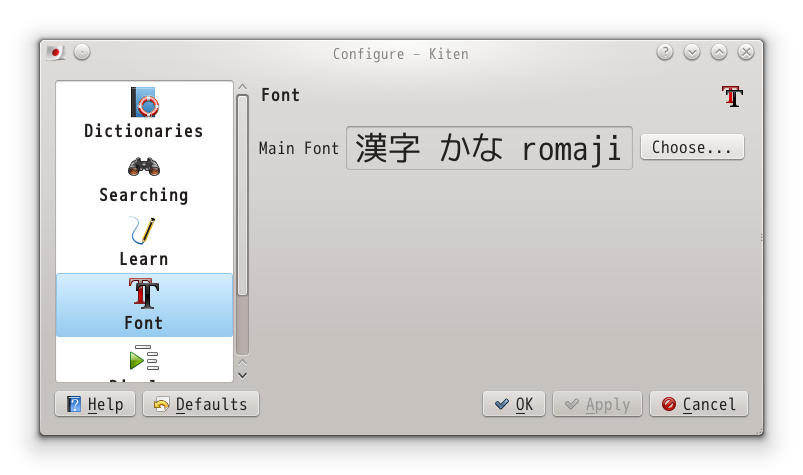 Configure – Kiten
Dictionaries
Searching
Learn
Font
Font
Main Font 漢字 かな romaji Choose...
Help Defaults OK Apply Cancel